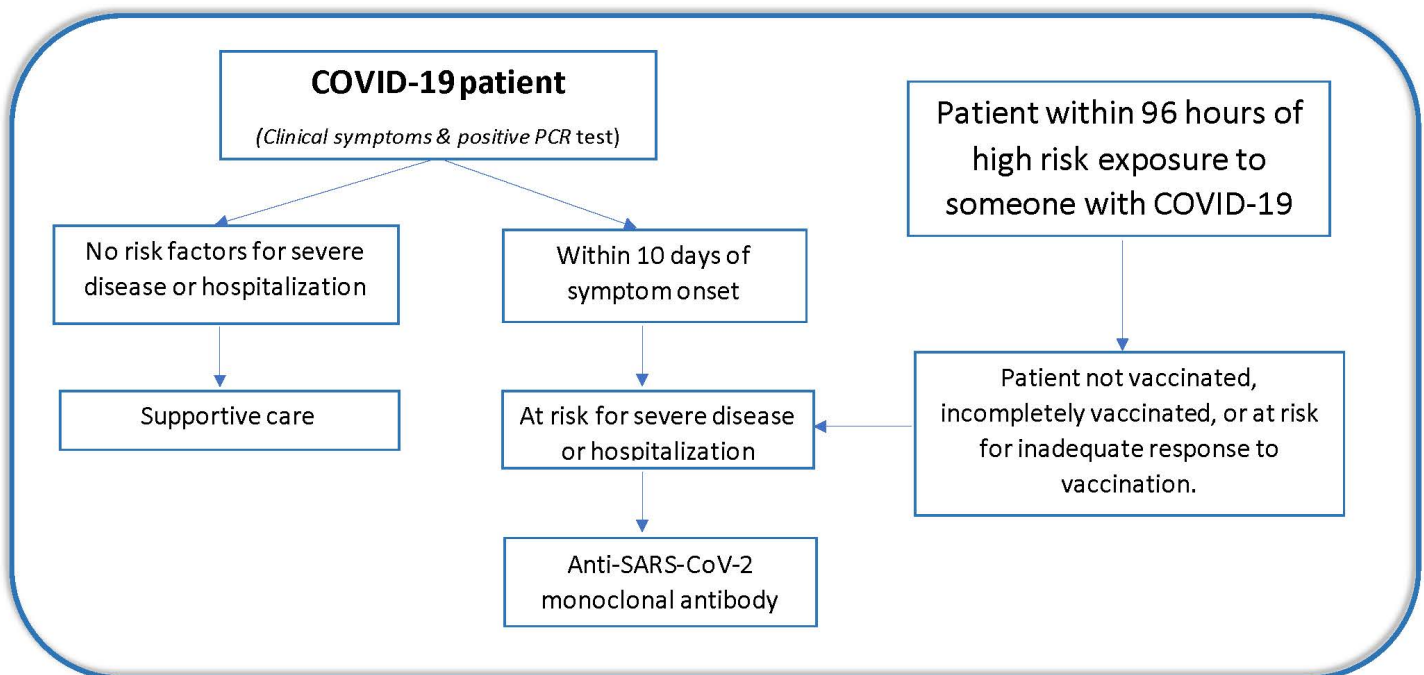 COVID-19 patient
(Clinical symptoms & positive PCR test)
Patient within 96 hours of
high risk exposure to
someone with COVID-19
No risk factors for severe
disease or hospitalization
Within 10 days of
symptom onset
Supportive care
At risk for severe disease
or hospitalization
Patient not vaccinated,
incompletely vaccinated, or at risk
for inadequate response to
vaccination.
Anti-SARS-CoV-2
monoclonal antibody